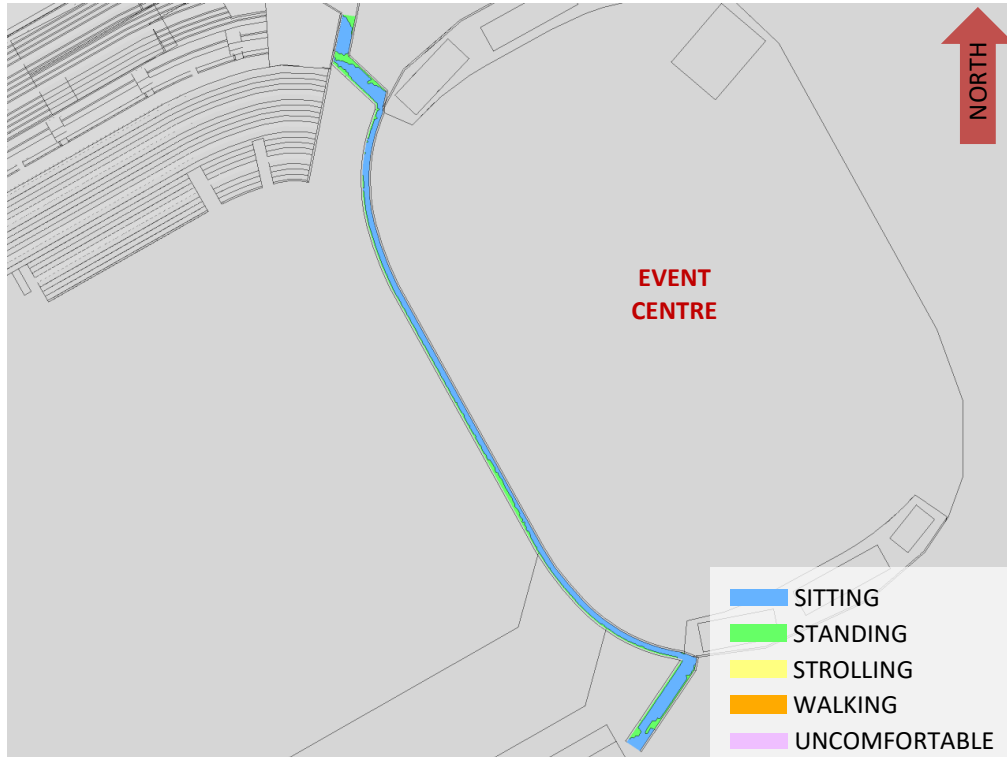 NORTH
EVENT
CENTRE
SITTING
STANDING
STROLLING
WALKING
UNCOMFORTABLE